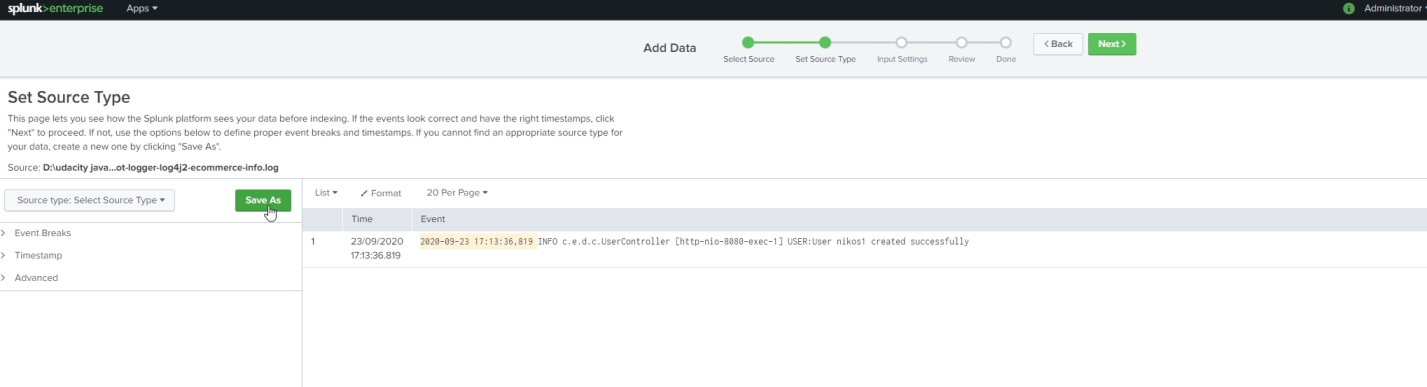 splunk>enterprise Apps ▾ i Administrator ▾
Add Data Select Source Set Source Type Input Settings Review Done < Back Next >
Set Source Type
This page lets you see how the Splunk platform sees your data before indexing. If the events look correct and have the right timestamps, click
"Next" to proceed. If not, use the options below to define proper event breaks and timestamps. If you cannot find an appropriate source type for
your data, create a new one by clicking "Save As".
Source: D:\udacity java...ot-logger-log4j2-ecommerce-info.log
Source type: Select Source Type ▾ Save As
> Event Breaks
> Timestamp
> Advanced
List ▾ Format 20 Per Page ▾
Time Event
1 23/09/2020 2020-09-23 17:13:36,819 INFO c.e.d.c.UserController [http-nio-8080-exec-1] USER:User nikos1 created successfully
17:13:36.819